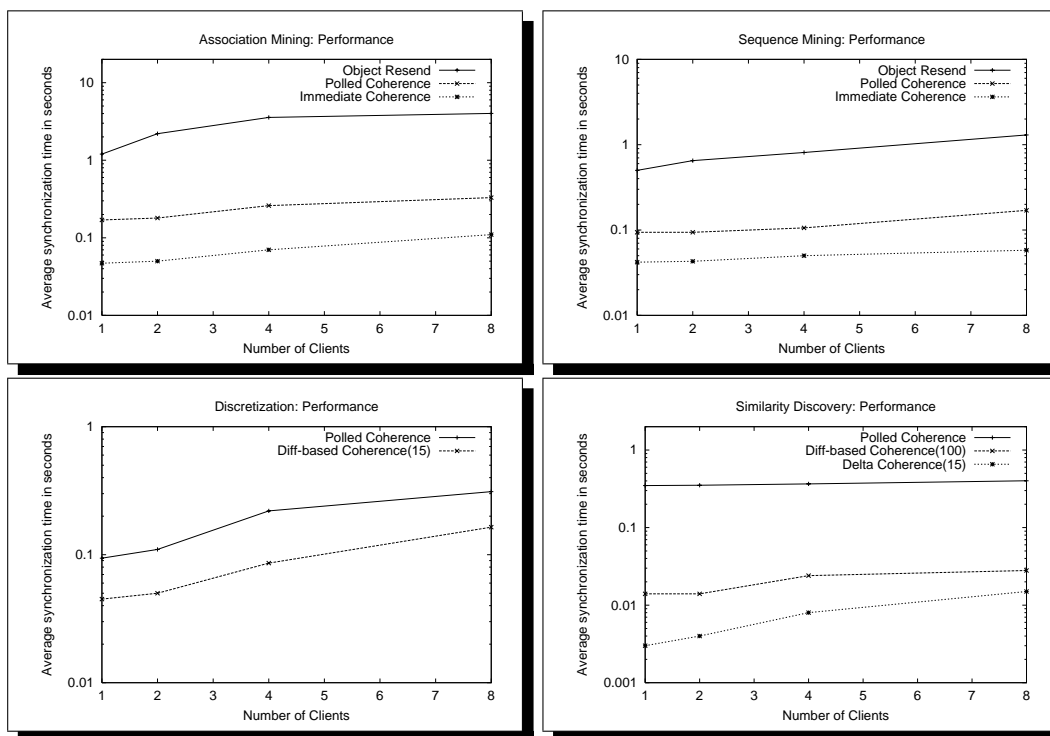 Association Mining: Performance
Average synchronization time in seconds
Object Resend
Polled Coherence
Immediate Coherence
10
1
0.1
0.01
1 2 3 4 5 6 7 8
Number of Clients
Sequence Mining: Performance
Average synchronization time in seconds
Object Resend
Polled Coherence
Immediate Coherence
10
1
0.1
0.01
1 2 3 4 5 6 7 8
Number of Clients
Discretization: Performance
Average synchronization time in seconds
Polled Coherence
Diff-based Coherence(15)
1
0.1
0.01
1 2 3 4 5 6 7 8
Number of Clients
Similarity Discovery: Performance
Average synchronization time in seconds
Polled Coherence
Diff-based Coherence(100)
Delta Coherence(15)
1
0.1
0.01
0.001
1 2 3 4 5 6 7 8
Number of Clients